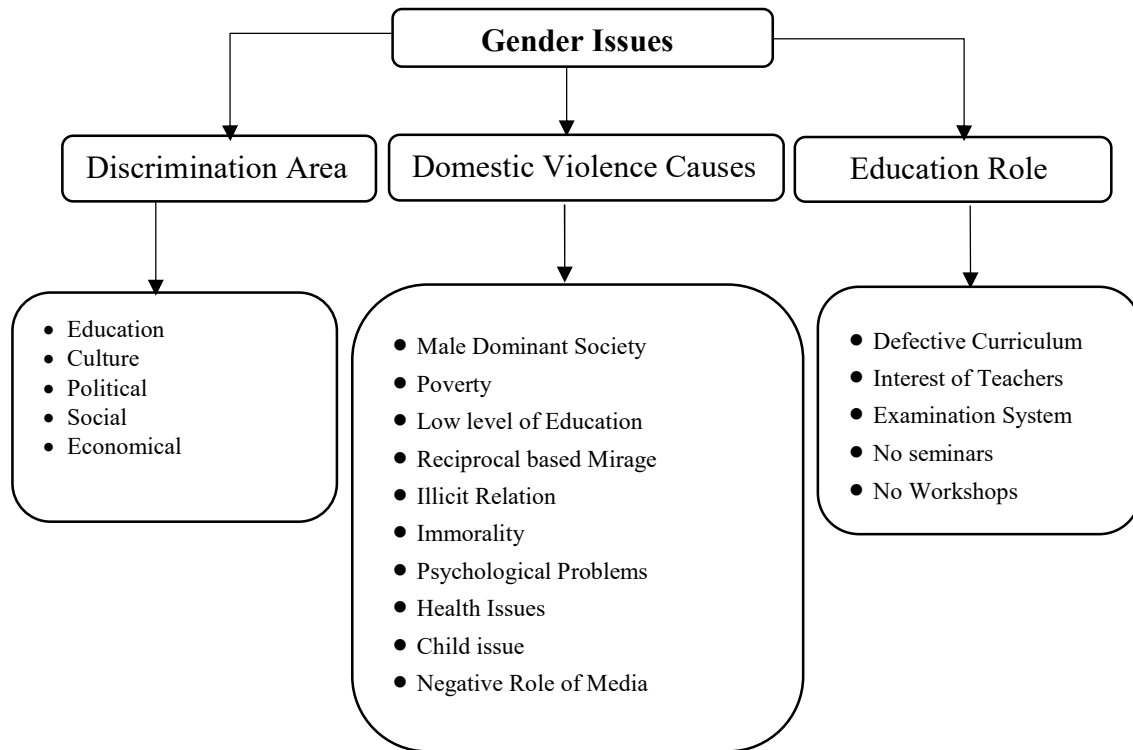 Gender Issues
Discrimination Area
Domestic Violence Causes
Education Role
• Education
• Culture
• Political
• Social
• Economical
• Male Dominant Society
• Poverty
• Low level of Education
• Reciprocal based Mirage
• Illicit Relation
• Immorality
• Psychological Problems
• Health Issues
• Child issue
• Negative Role of Media
• Defective Curriculum
• Interest of Teachers
• Examination System
• No seminars
• No Workshops